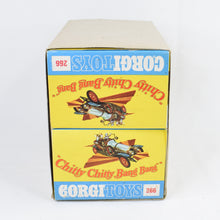 266 CORGI TOYS
"Chitty Chitty Bang Bang"
"Chitty Chitty Bang Bang"
CORGI TOYS 266